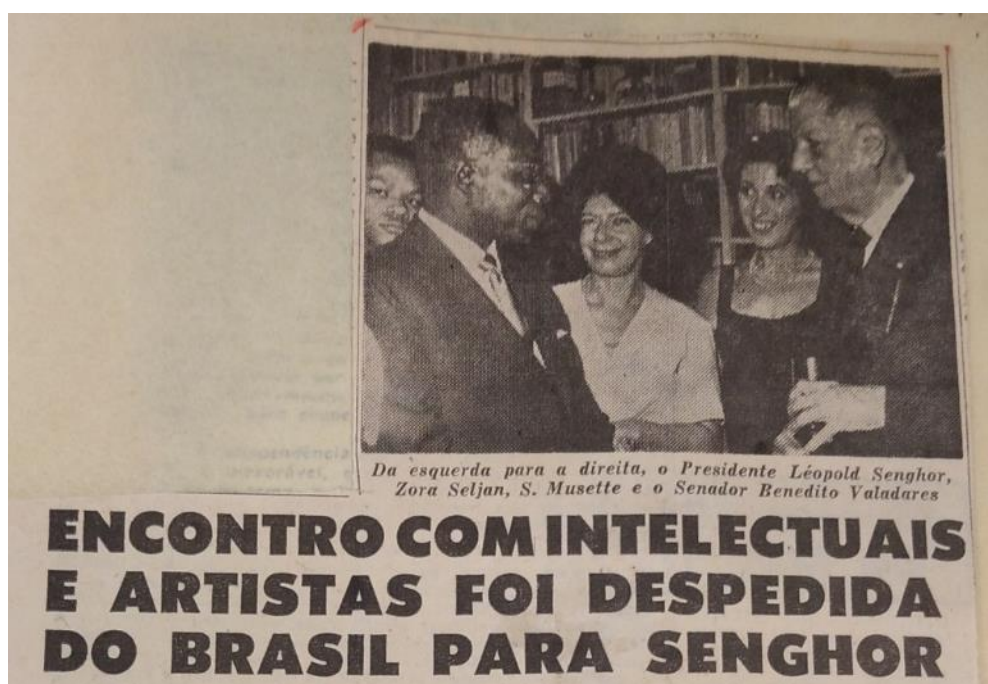 Da esquerda para a direita, o Presidente Léopold Senghor,
Zora Seljan, S. Musette e o Senador Benedito Valadares
ENCONTRO COM INTELECTUAIS
E ARTISTAS FOI DESPEDIDA
DO BRASIL PARA SENGHOR